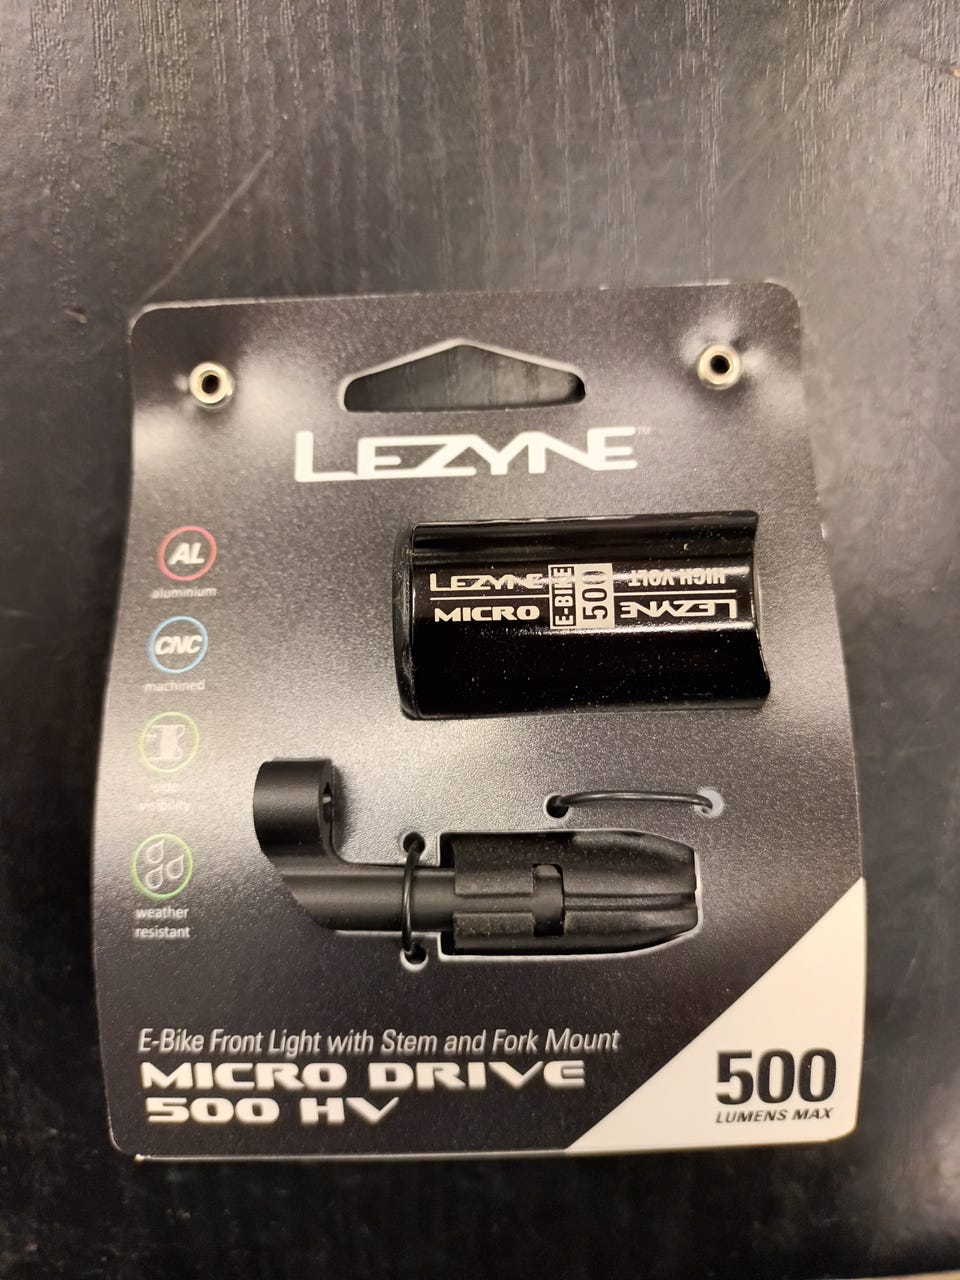 LEZYNE™
AL
aluminium
CNC
machined
side
visibility
weather
resistant
LEZYNE
MICRO
E-BIKE
500
HIGH VOLT
LEZYNE
E-Bike Front Light with Stem and Fork Mount
MICRO DRIVE
500 HV
500
LUMENS MAX